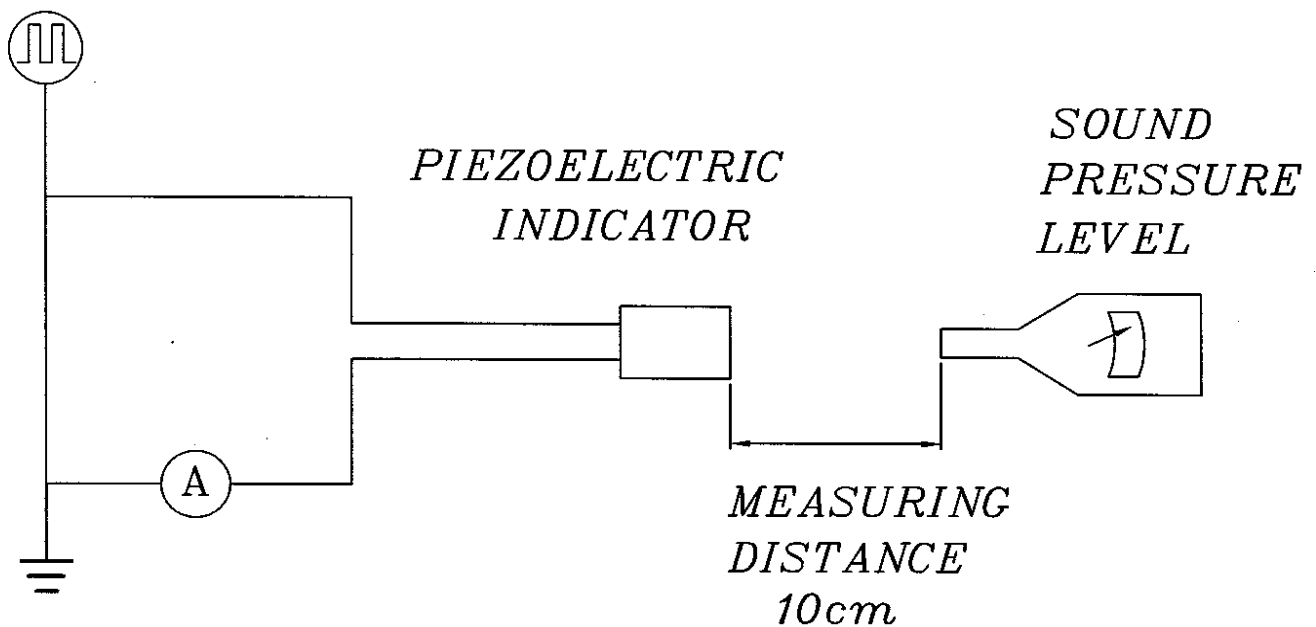 PIEZOELECTRIC
INDICATOR
SOUND
PRESSURE
LEVEL
A
MEASURING
DISTANCE
10cm